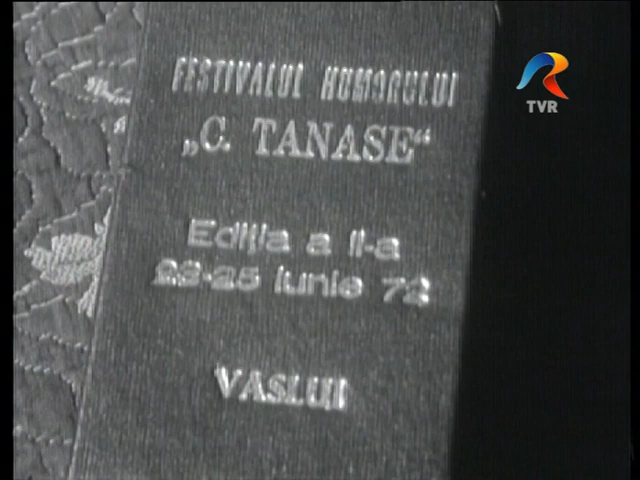 FESTIVALUL HUMORULUI
„C. TANASE“
Ediţia a II-a
23-25 iunie 72
VASLUI
TVR